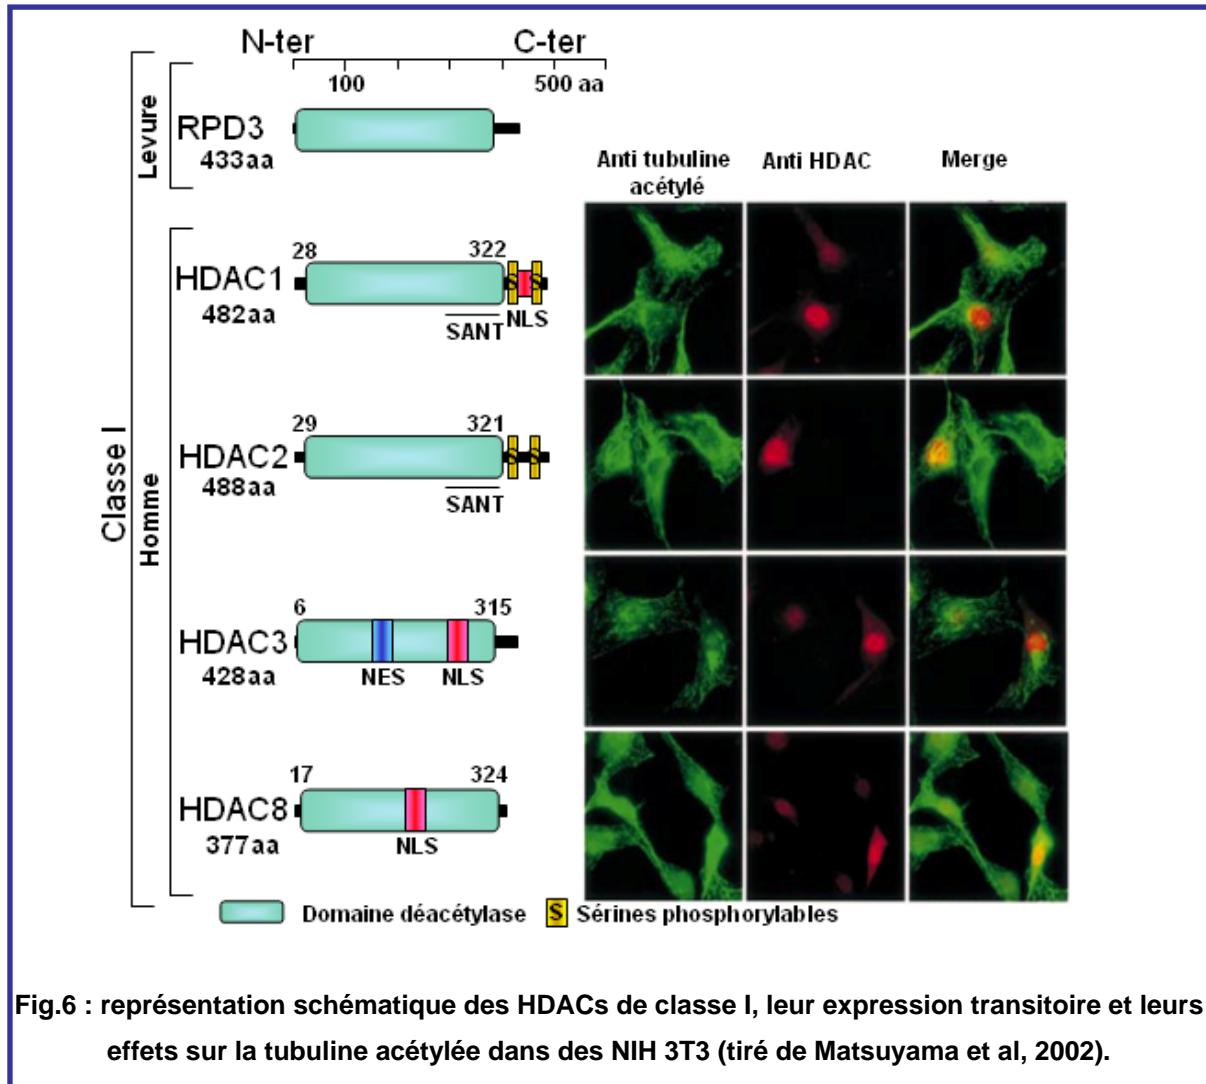 N-ter C-ter
100 500 aa
Classe I
Levure
RPD3
433aa
Anti tubuline acétylé Anti HDAC Merge
Homme
28 322
HDAC1
482aa
S S
SANT NLS
29 321
HDAC2
488aa
S S
SANT
6 315
HDAC3
428aa
NES NLS
17 324
HDAC8
377aa
NLS
Domaine déacétylase S Sérines phosphorylables
Fig.6 : représentation schématique des HDACs de classe I, leur expression transitoire et leurs
effets sur la tubuline acétylée dans des NIH 3T3 (tiré de Matsuyama et al, 2002).